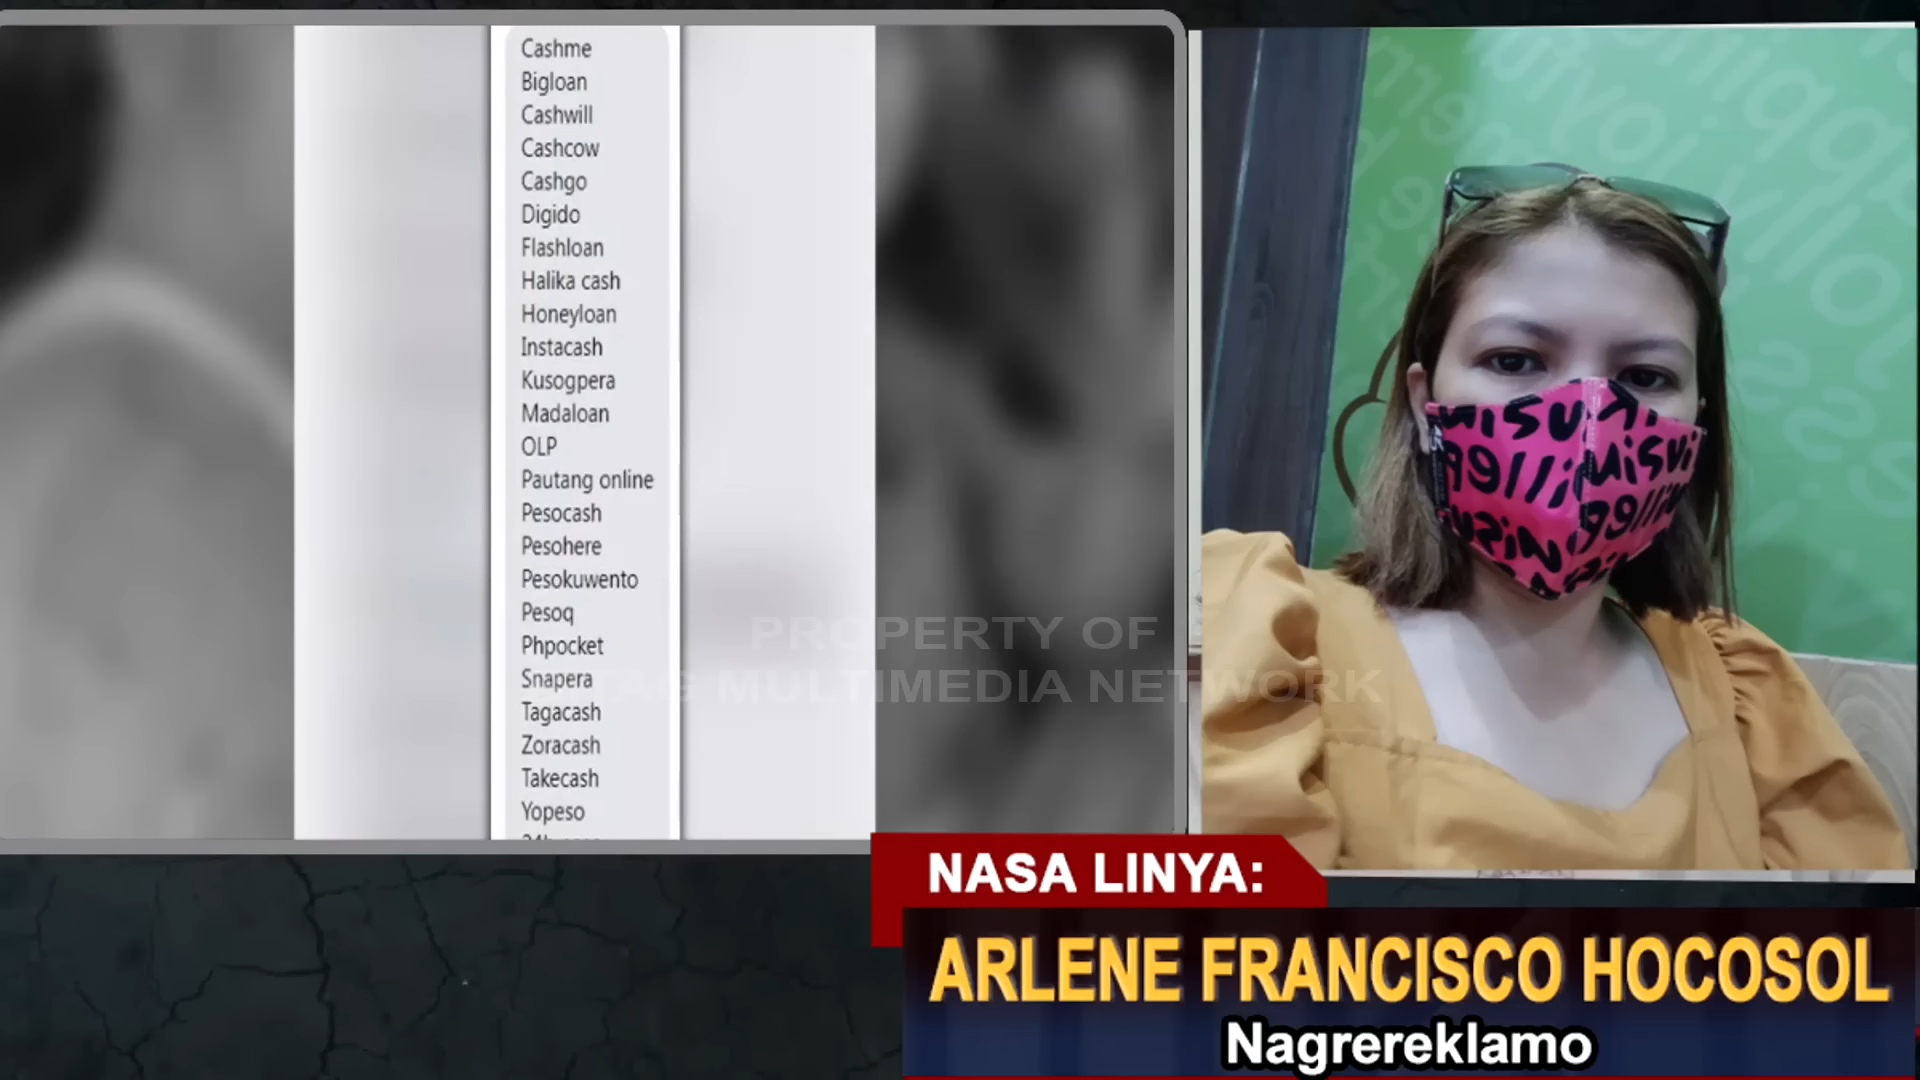 Cashme
Bigloan
Cashwill
Cashcow
Cashgo
Digido
Flashloan
Halika cash
Honeyloan
Instacash
Kusogpera
Madaloan
OLP
Pautang online
Pesocash
Pesohere
Pesokuwento
Pesoq
Phpocket
Snapera
Tagacash
Zoracash
Takecash
Yopeso
PROPERTY OF
TAG MULTIMEDIA NETWORK
NASA LINYA:
ARLENE FRANCISCO HOCOSOL
Nagrereklamo